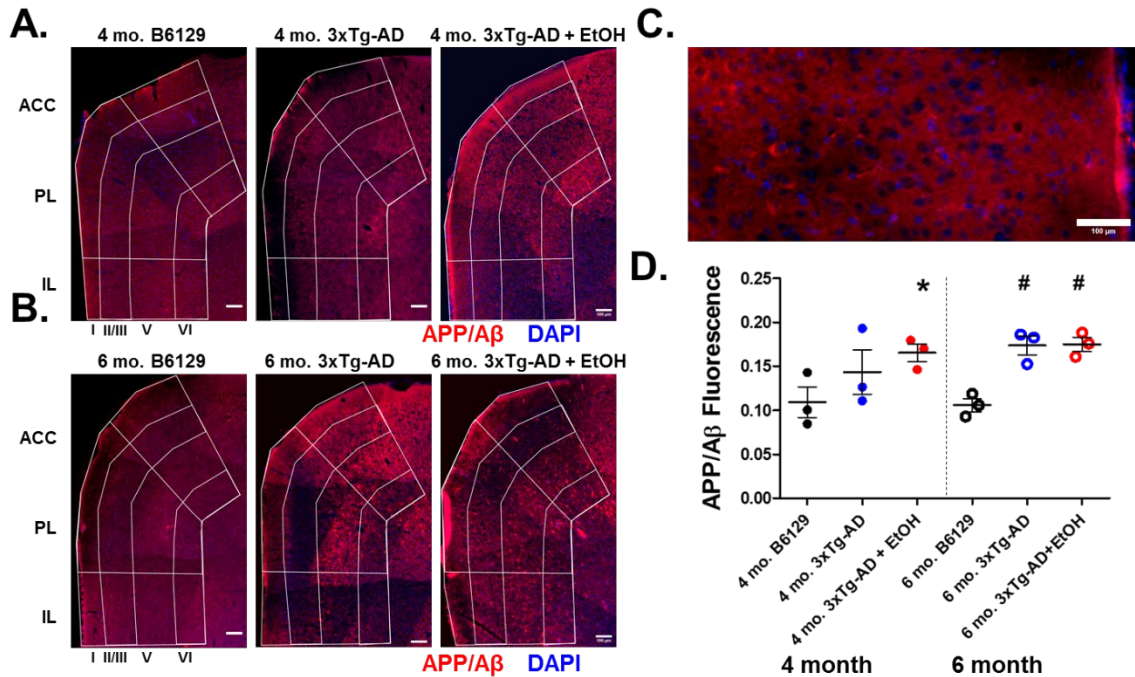 A.
4 mo. B6129
4 mo. 3xTg-AD
4 mo. 3xTg-AD + EtOH
ACC
PL
IL
100 µm
I II/III V VI
APP/Aβ DAPI
B.
6 mo. B6129
6 mo. 3xTg-AD
6 mo. 3xTg-AD + EtOH
ACC
PL
IL
100 µm
I II/III V VI
APP/Aβ DAPI
C.
100 µm
D.
APP/Aβ Fluorescence
0.25
0.20
0.15
0.10
0.05
0.00
*
#
#
4 mo. B6129
4 mo. 3xTg-AD
4 mo. 3xTg-AD + EtOH
6 mo. B6129
6 mo. 3xTg-AD
6 mo. 3xTg-AD+EtOH
4 month
6 month